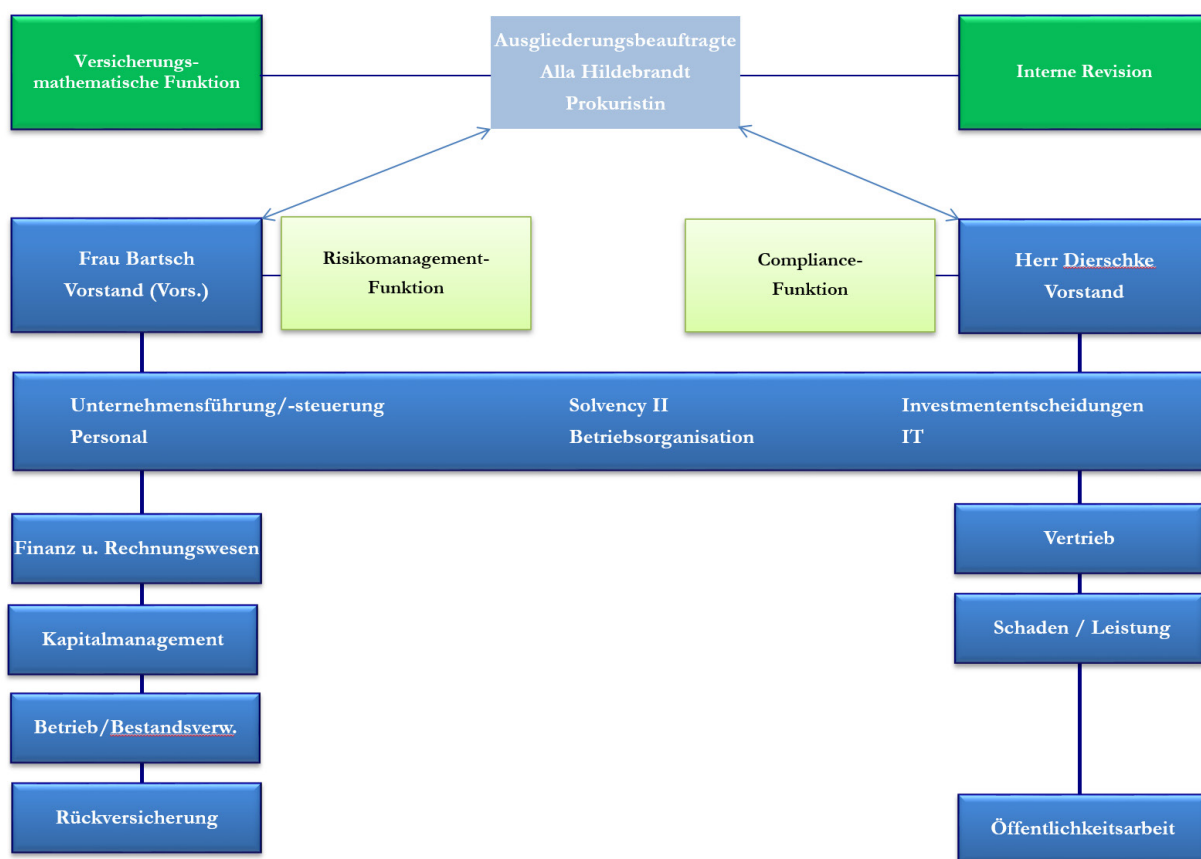 Versicherungs-
mathematische Funktion
Ausgliederungsbeauftragte
Alla Hildebrandt
Prokuristin
Interne Revision
Frau Bartsch
Vorstand (Vors.)
Risikomanagement-
Funktion
Compliance-
Funktion
Herr Dierschke
Vorstand
Unternehmensführung/-steuerung
Personal
Solvency II
Betriebsorganisation
Investmententscheidungen
IT
Finanz u. Rechnungswesen
Kapitalmanagement
Betrieb/Bestandsverw.
Rückversicherung
Vertrieb
Schaden / Leistung
Öffentlichkeitsarbeit